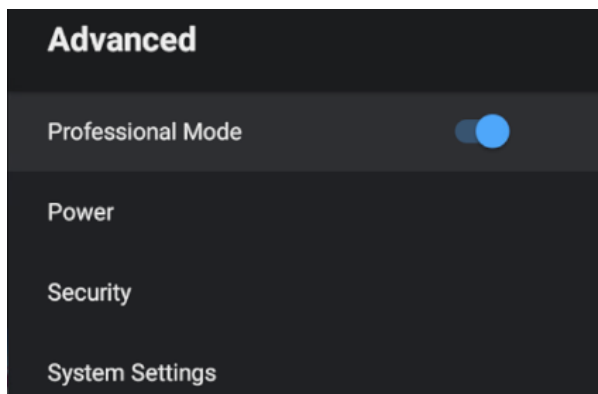 Advanced
Professional Mode
Power
Security
System Settings